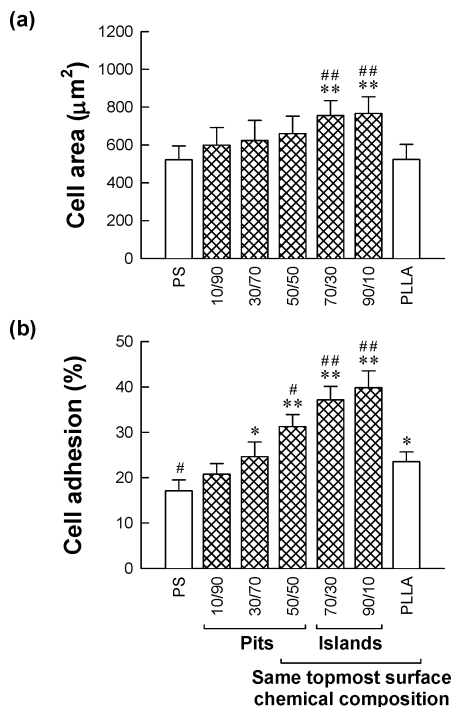 (a)
Cell area (μm²)
1200
1000
800
600
400
200
0
## ##
** **
PS 10/90 30/70 50/50 70/30 90/10 PLLA
(b)
Cell adhesion (%)
50
40
30
20
10
0
#
*
#
**
##
**
##
**
*
PS 10/90 30/70 50/50 70/30 90/10 PLLA
Pits Islands
Same topmost surface
chemical composition